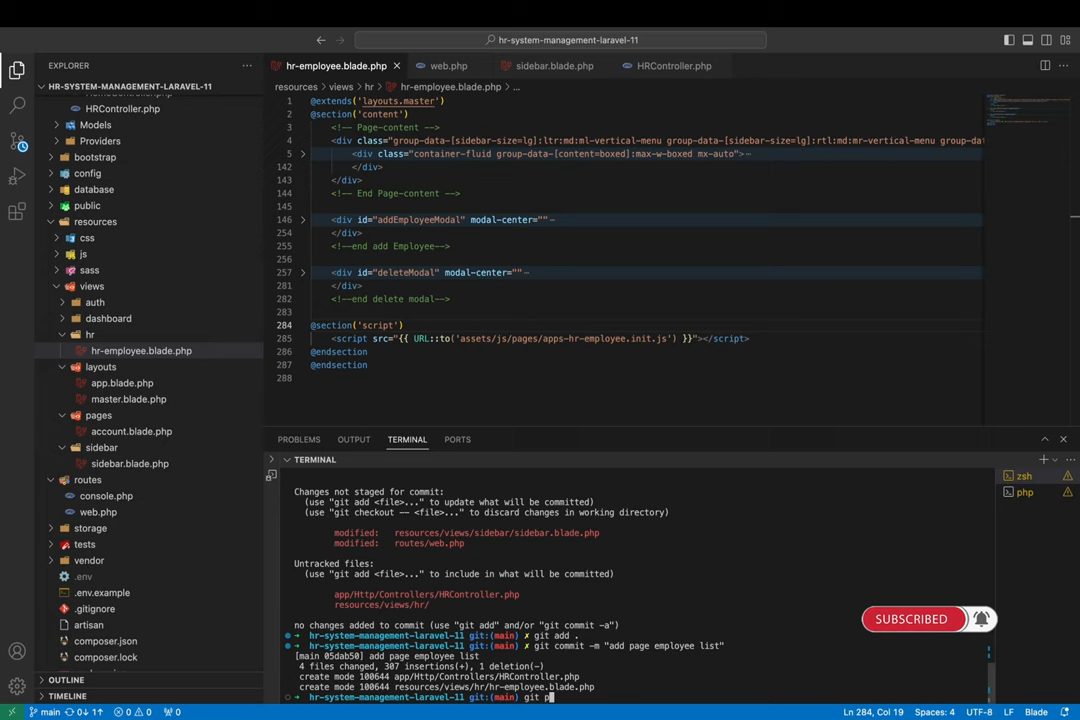 hr-system-management-laravel-11
EXPLORER
hr-employee.blade.php
web.php
sidebar.blade.php
HRController.php
HR-SYSTEM-MANAGEMENT-LARAVEL-11
resources > views > hr > hr-employee.blade.php > ...
HRController.php
Models
Providers
bootstrap
config
database
public
resources
css
js
sass
views
auth
dashboard
hr
hr-employee.blade.php
layouts
app.blade.php
master.blade.php
pages
account.blade.php
sidebar
sidebar.blade.php
routes
console.php
web.php
storage
tests
vendor
.env
.env.example
.gitignore
artisan
composer.json
composer.lock
OUTLINE
TIMELINE
1 @extends('layouts.master')
2 @section('content')
3 <!-- Page-content -->
4 <div class="group-data-[sidebar-size=lg]:ltr:md:ml-vertical-menu group-data-[sidebar-size=lg]:rtl:md:mr-vertical-menu group-dat
5 <div class="container-fluid group-data-[content=boxed]:max-w-boxed mx-auto">
142 </div>
143 </div>
144 <!-- End Page-content -->
145
146 <div id="addEmployeeModal" modal-center=""
254 </div>
255 <!--end add Employee-->
256
257 <div id="deleteModal" modal-center=""
281 </div>
282 <!--end delete modal-->
283
284 @section('script')
285 <script src="{{ URL::to('assets/js/pages/apps-hr-employee.init.js') }}"></script>
286 @endsection
287 @endsection
288
PROBLEMS OUTPUT TERMINAL PORTS
TERMINAL
zsh
php
Changes not staged for commit:
(use "git add <file>..." to update what will be committed)
(use "git checkout -- <file>..." to discard changes in working directory)
modified: resources/views/sidebar/sidebar.blade.php
modified: routes/web.php
Untracked files:
(use "git add <file>..." to include in what will be committed)
app/Http/Controllers/HRController.php
resources/views/hr/
no changes added to commit (use "git add" and/or "git commit -a")
➜ hr-system-management-laravel-11 git:(main) ✗ git add .
➜ hr-system-management-laravel-11 git:(main) ✗ git commit -m "add page employee list"
[main 05dab50] add page employee list
4 files changed, 307 insertions(+), 1 deletion(-)
create mode 100644 app/Http/Controllers/HRController.php
create mode 100644 resources/views/hr/hr-employee.blade.php
➜ hr-system-management-laravel-11 git:(main) git p
SUBSCRIBED
main 0↓ 1↑ 0 0 0
Ln 284, Col 19 Spaces: 4 UTF-8 LF Blade